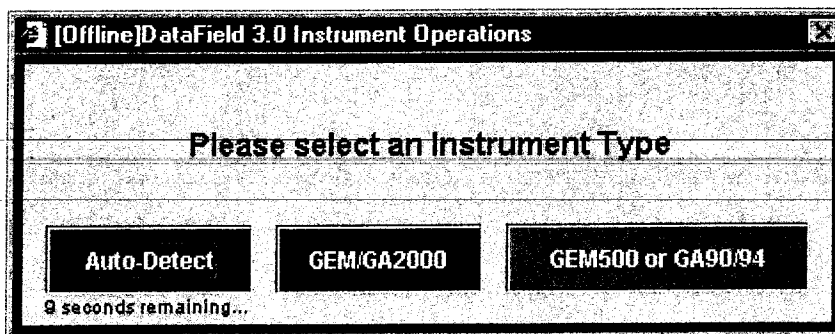 [Offline]DataField 3.0 Instrument Operations
Please select an Instrument Type
Auto-Detect GEM/GA2000 GEM500 or GA90/94
9 seconds remaining...